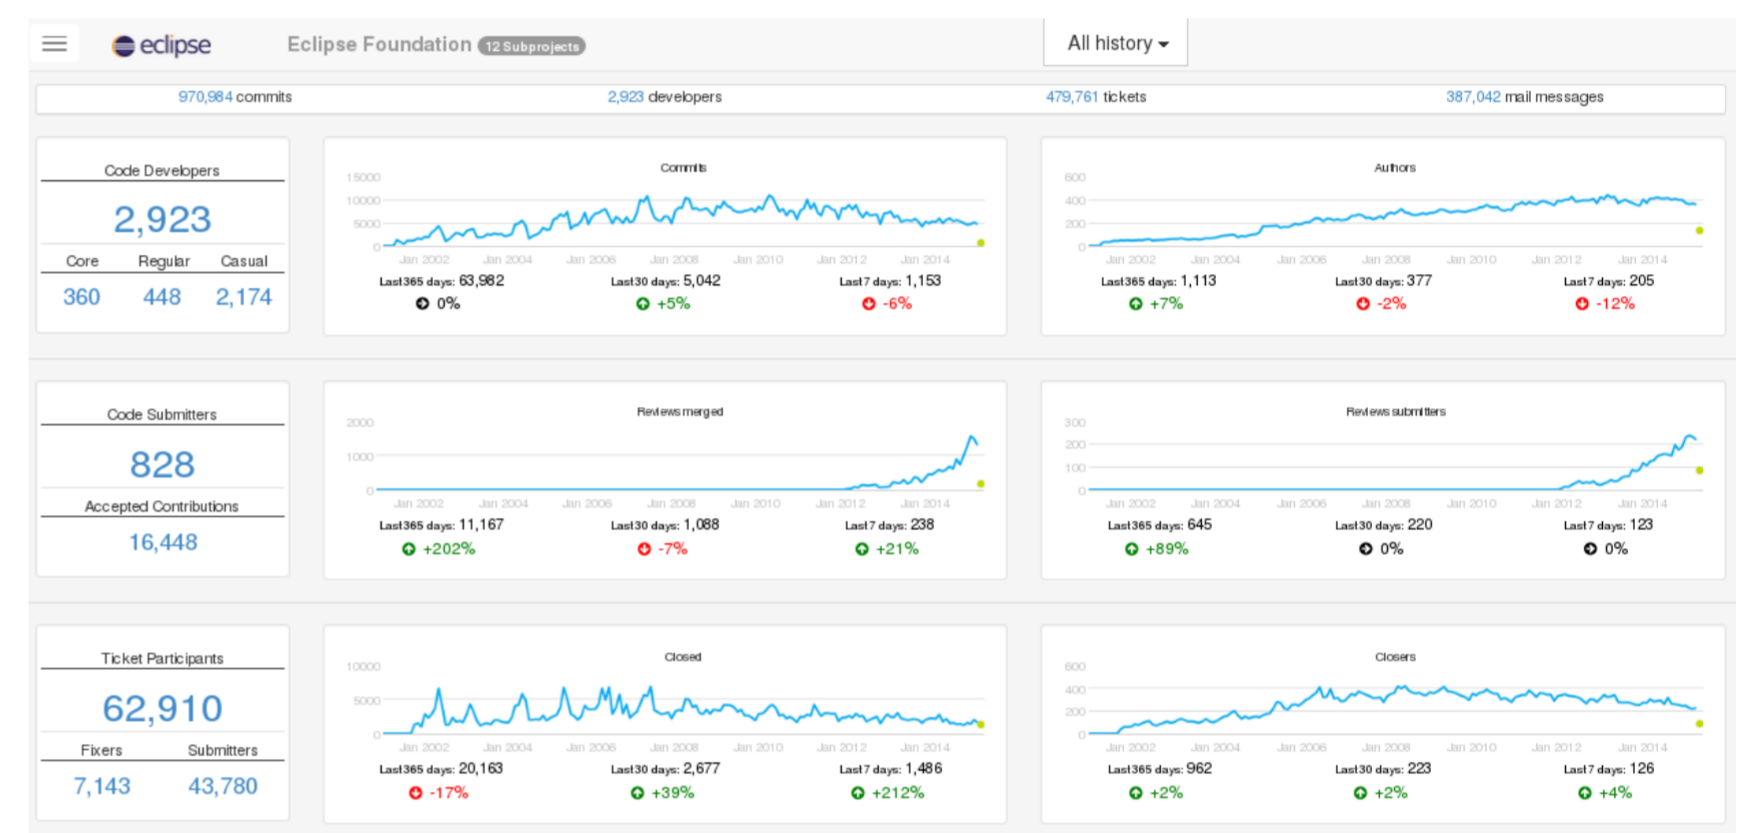 eclipse
Eclipse Foundation 12 Subprojects
All history
970,984 commits 2,923 developers 479,761 tickets 387,042 mail messages
Code Developers
2,923
Core Regular Casual
360 448 2,174
Commits
15000
10000
5000
0
Jan 2002 Jan 2004 Jan 2006 Jan 2008 Jan 2010 Jan 2012 Jan 2014
Last 365 days: 63,982 Last 30 days: 5,042 Last 7 days: 1,153
0% +5% -6%
Authors
600
400
200
0
Jan 2002 Jan 2004 Jan 2006 Jan 2008 Jan 2010 Jan 2012 Jan 2014
Last 365 days: 1,113 Last 30 days: 377 Last 7 days: 205
+7% -2% -12%
Code Submitters
828
Accepted Contributions
16,448
Reviews merged
2000
1000
0
Jan 2002 Jan 2004 Jan 2006 Jan 2008 Jan 2010 Jan 2012 Jan 2014
Last 365 days: 11,167 Last 30 days: 1,088 Last 7 days: 238
+202% -7% +21%
Reviews submitters
300
200
100
0
Jan 2002 Jan 2004 Jan 2006 Jan 2008 Jan 2010 Jan 2012 Jan 2014
Last 365 days: 645 Last 30 days: 220 Last 7 days: 123
+89% 0% 0%
Ticket Participants
62,910
Fixers Submitters
7,143 43,780
Closed
10000
5000
0
Jan 2002 Jan 2004 Jan 2006 Jan 2008 Jan 2010 Jan 2012 Jan 2014
Last 365 days: 20,163 Last 30 days: 2,677 Last 7 days: 1,486
-17% +39% +212%
Closers
600
400
200
0
Jan 2002 Jan 2004 Jan 2006 Jan 2008 Jan 2010 Jan 2012 Jan 2014
Last 365 days: 962 Last 30 days: 223 Last 7 days: 126
+2% +2% +4%